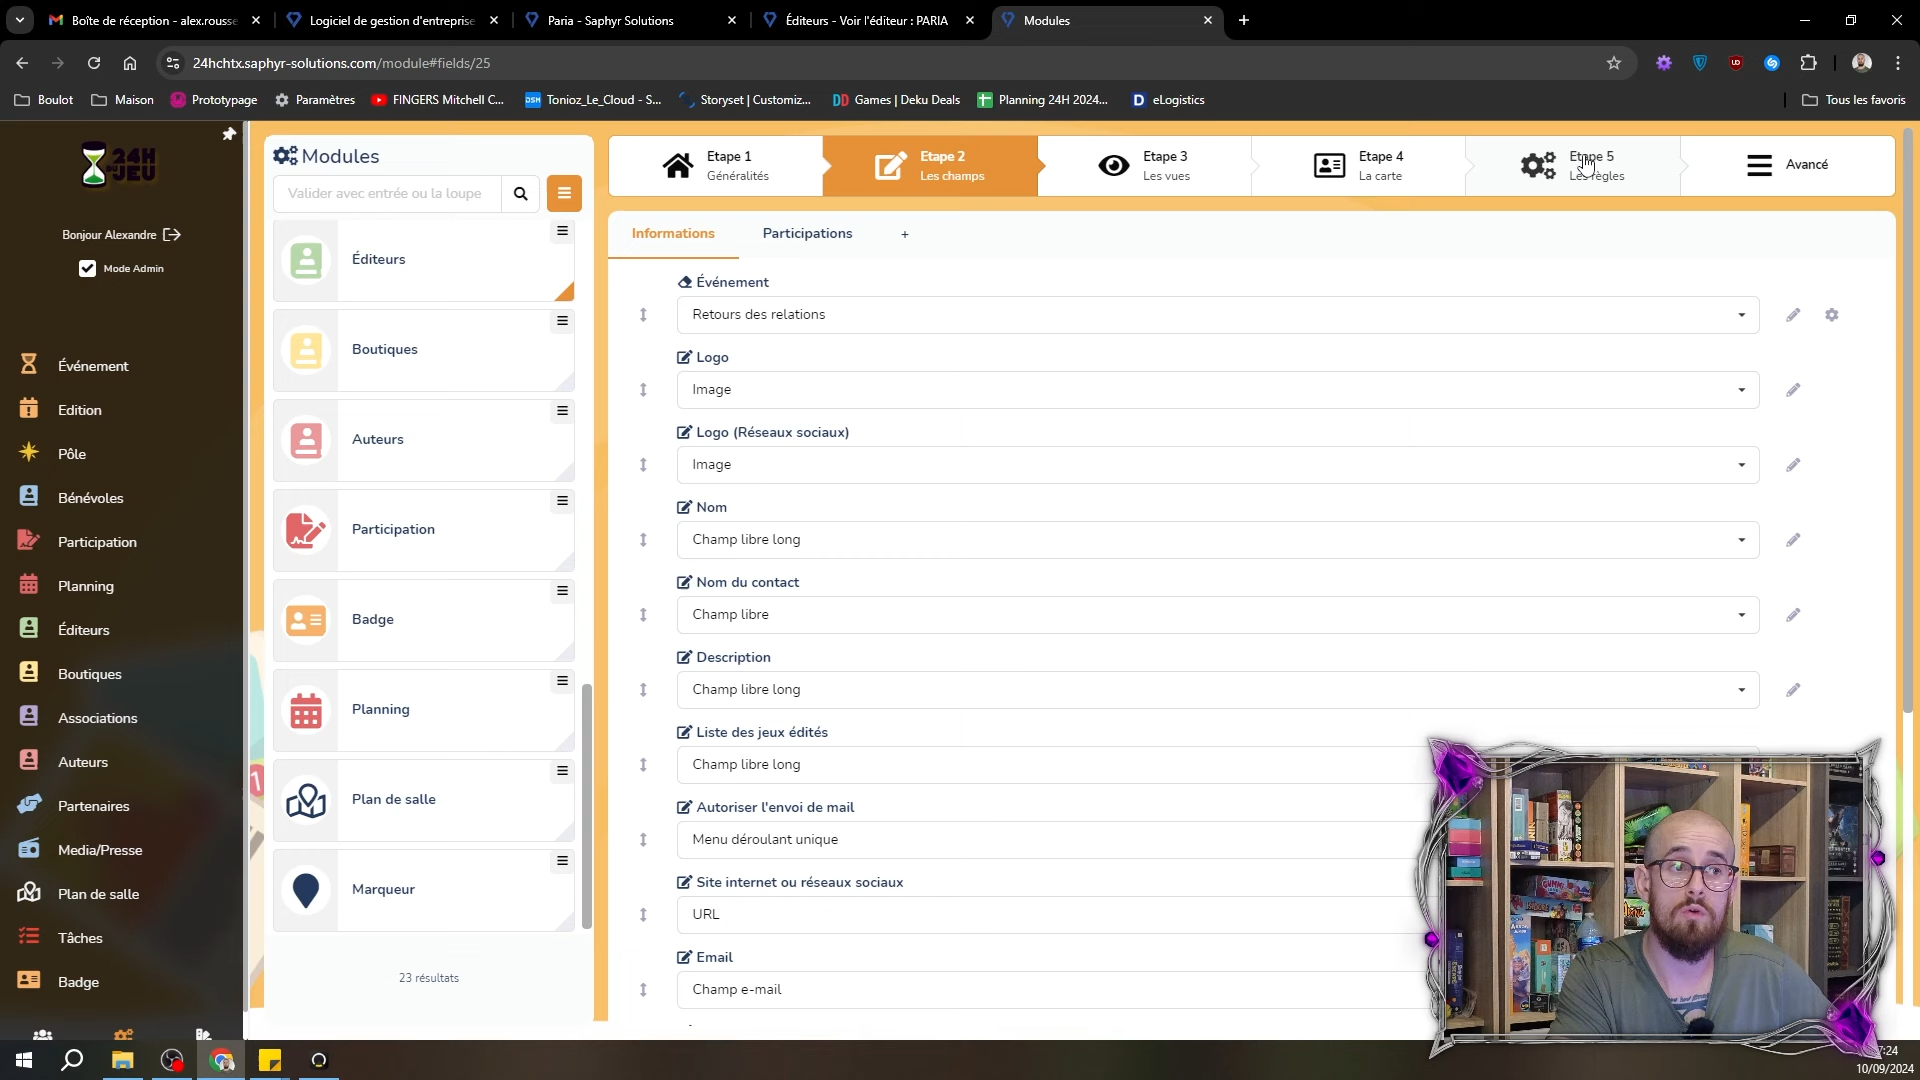 Boîte de réception - alex.rousse
Logiciel de gestion d'entreprise
Paria - Saphyr Solutions
Éditeurs - Voir l'éditeur : PARIA
Modules
24hchtx.saphyr-solutions.com/module#fields/25
Boulot
Maison
Prototypage
Paramètres
FINGERS Mitchell C...
Tonioz_Le_Cloud - S...
Storyset | Customiz...
Games | Deku Deals
Planning 24H 2024...
eLogistics
Tous les favoris
24H
JEU
Bonjour Alexandre
Mode Admin
Événement
Edition
Pôle
Bénévoles
Participation
Planning
Éditeurs
Boutiques
Associations
Auteurs
Partenaires
Media/Presse
Plan de salle
Tâches
Badge
Modules
Valider avec entrée ou la loupe
Éditeurs
Boutiques
Auteurs
Participation
Badge
Planning
Plan de salle
Marqueur
23 résultats
Etape 1
Généralités
Etape 2
Les champs
Etape 3
Les vues
Etape 4
La carte
Etape 5
Les règles
Avancé
Informations
Participations
+
Événement
Retours des relations
Logo
Image
Logo (Réseaux sociaux)
Image
Nom
Champ libre long
Nom du contact
Champ libre
Description
Champ libre long
Liste des jeux édités
Champ libre long
Autoriser l'envoi de mail
Menu déroulant unique
Site internet ou réseaux sociaux
URL
Email
Champ e-mail
10/09/2024